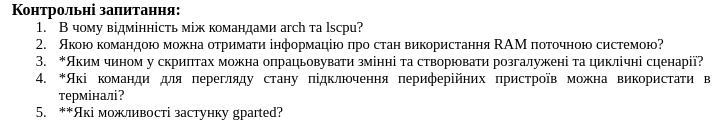 Контрольні запитання:
1. В чому відмінність між командами arch та lscpu?
2. Якою командою можна отримати інформацію про стан використання RAM поточною системою?
3. *Яким чином у скриптах можна опрацьовувати змінні та створювати розгалужені та циклічні сценарії?
4. *Які команди для перегляду стану підключення периферійних пристроїв можна використати в
терміналі?
5. **Які можливості застунку gparted?